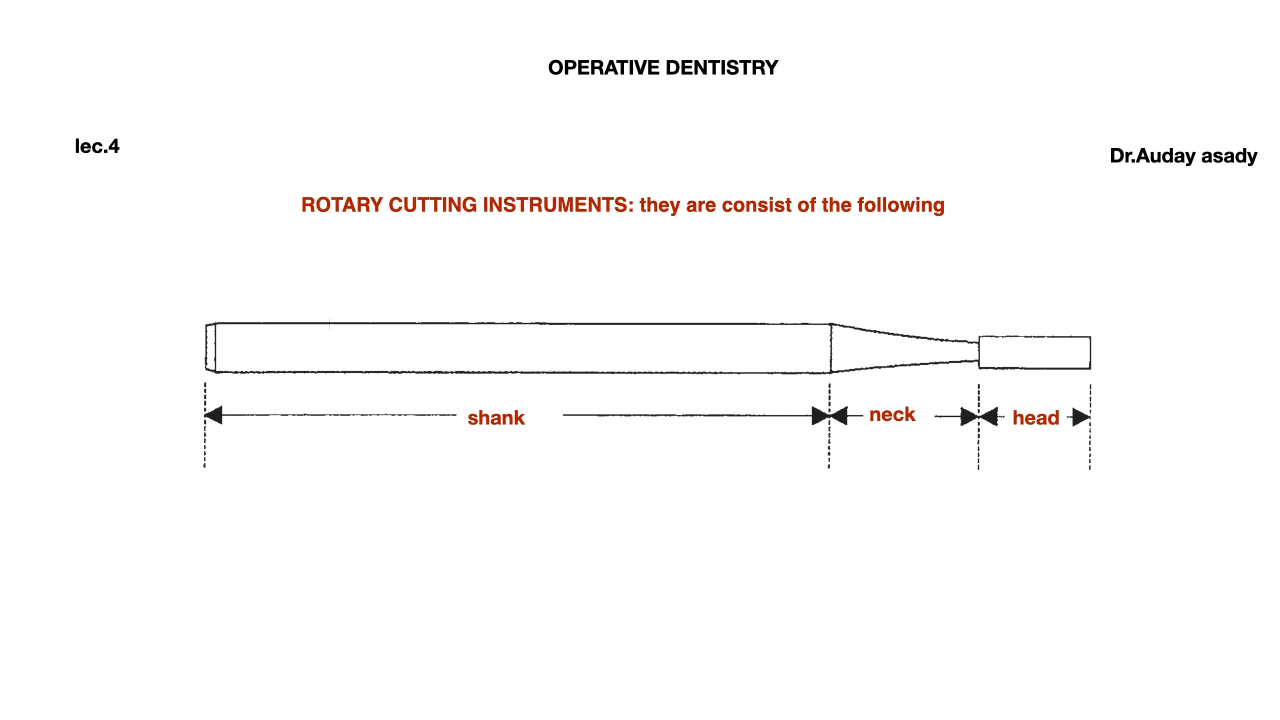 OPERATIVE DENTISTRY
lec.4
Dr.Auday asady
ROTARY CUTTING INSTRUMENTS: they are consist of the following
shank
neck
head